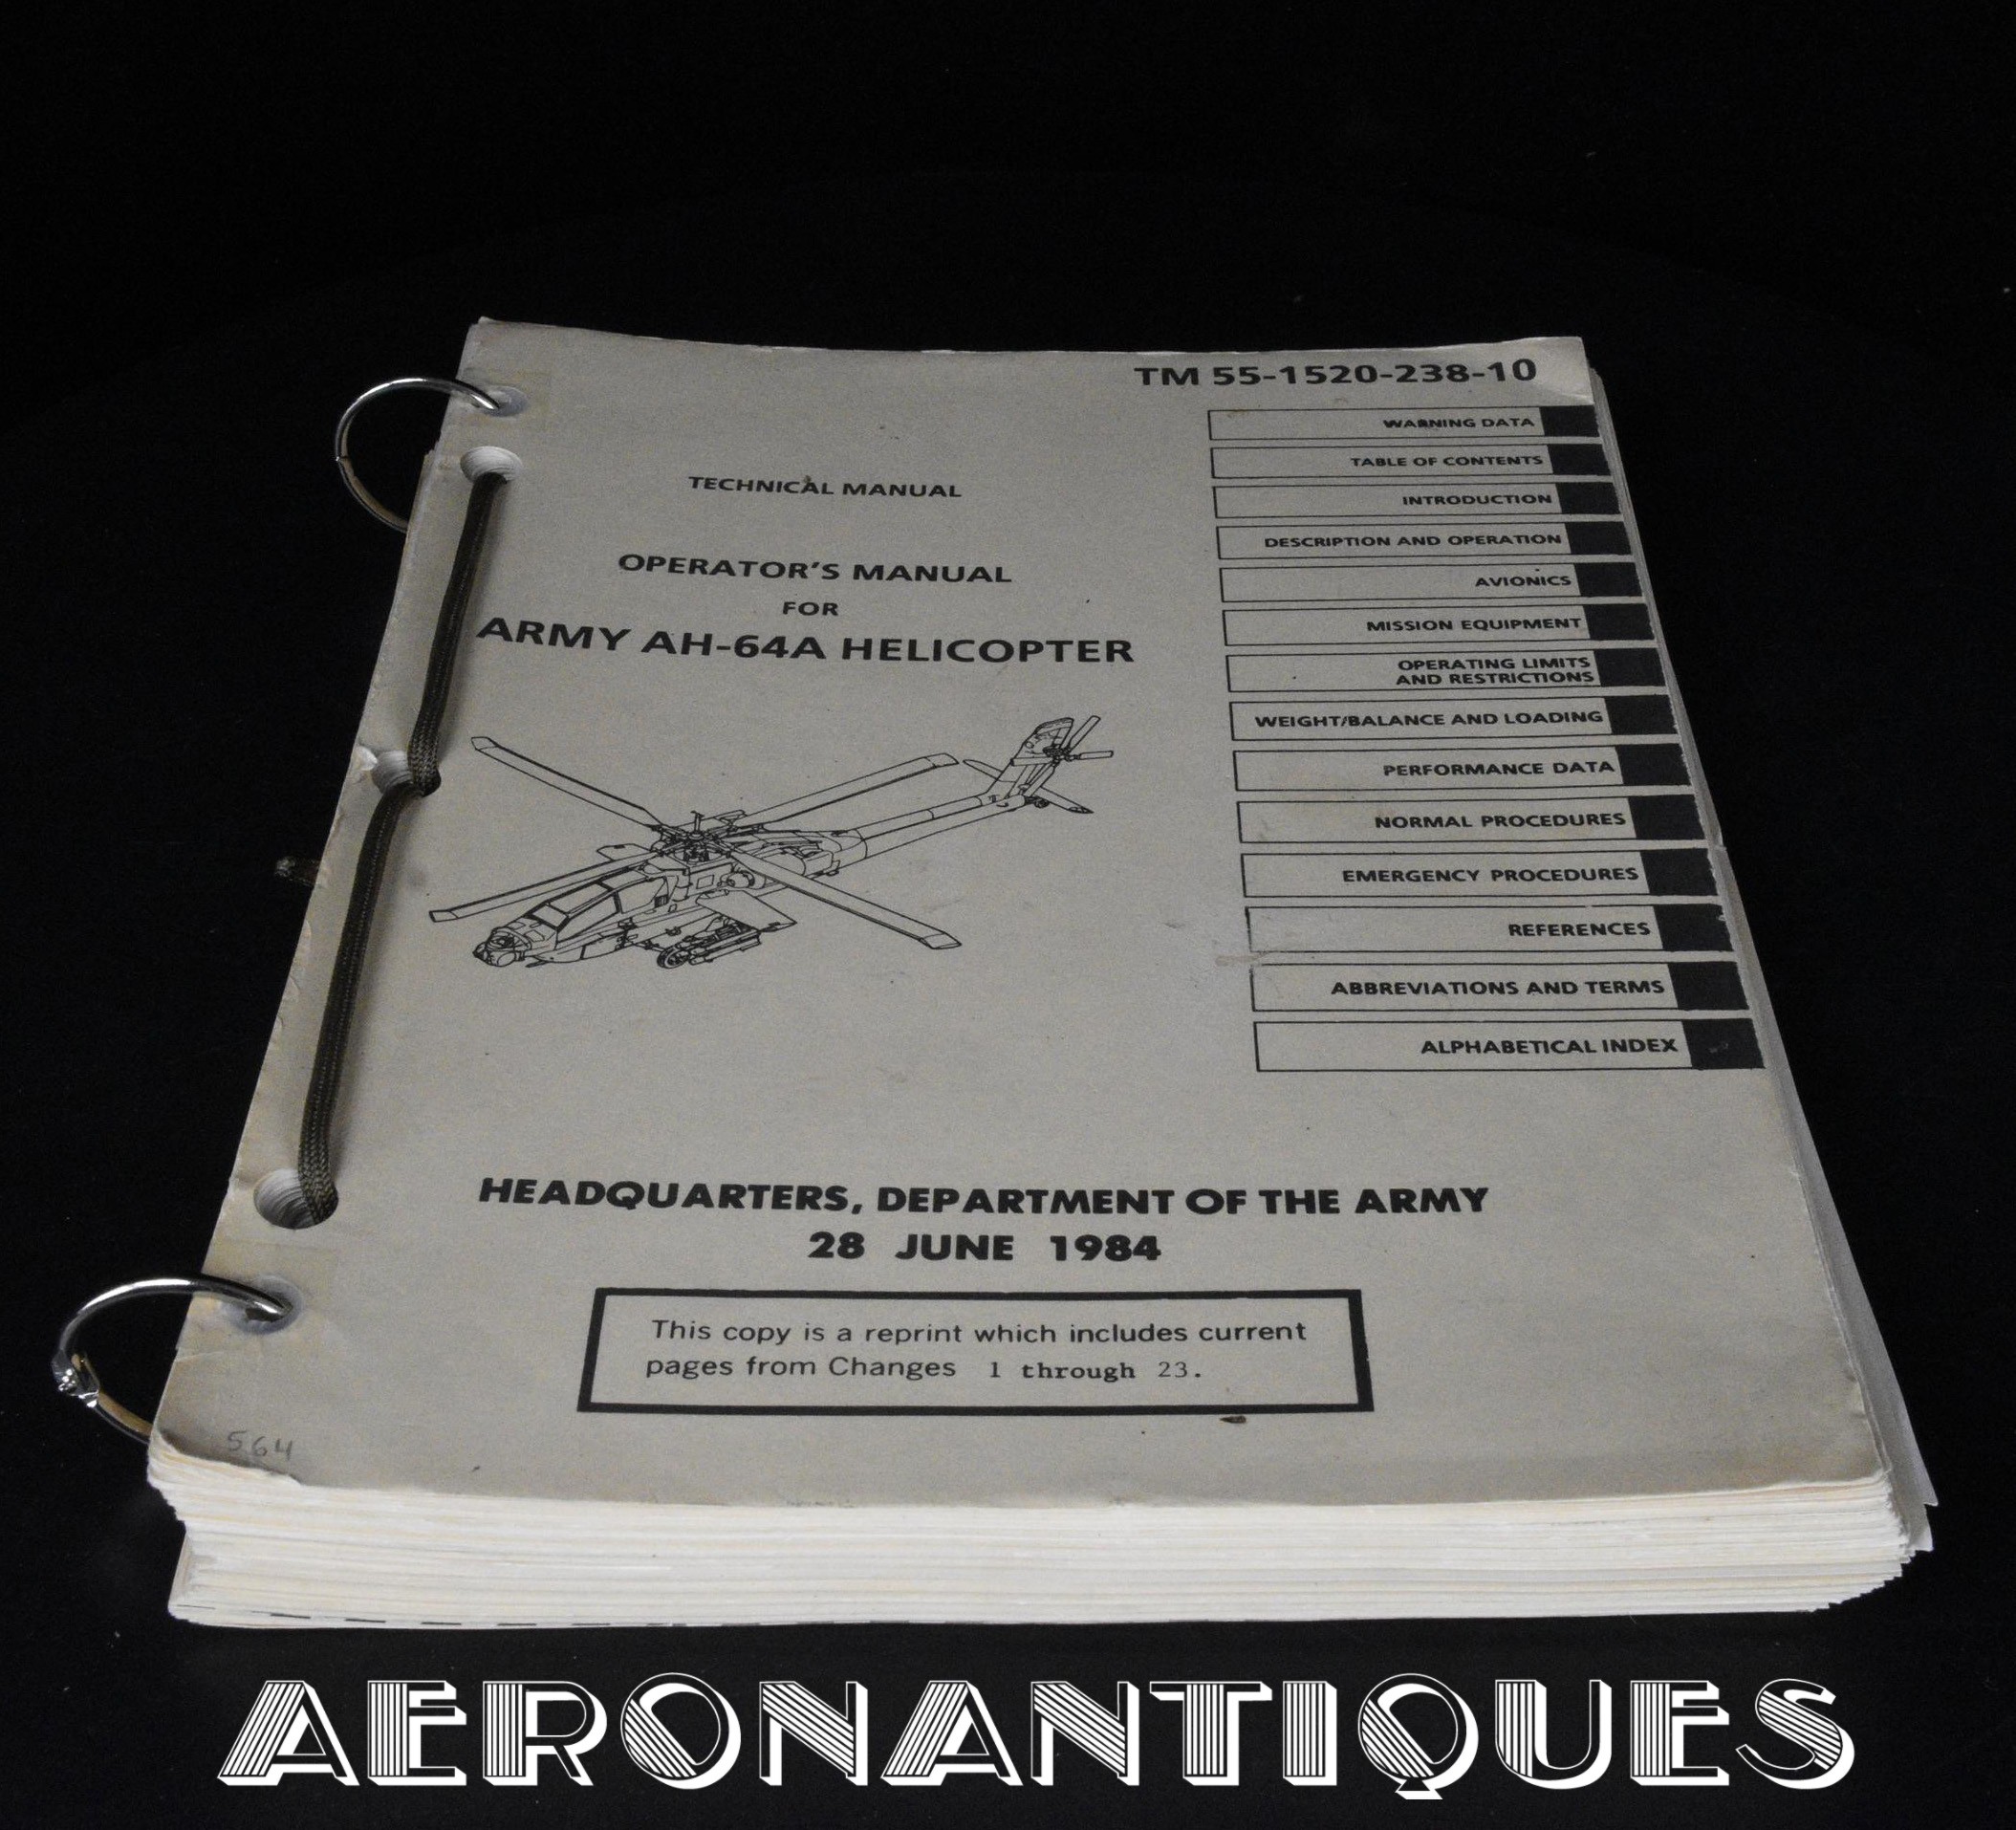 TM 55-1520-238-10
WARNING DATA
TABLE OF CONTENTS
INTRODUCTION
DESCRIPTION AND OPERATION
AVIONICS
MISSION EQUIPMENT
OPERATING LIMITS
AND RESTRICTIONS
WEIGHT/BALANCE AND LOADING
PERFORMANCE DATA
NORMAL PROCEDURES
EMERGENCY PROCEDURES
REFERENCES
ABBREVIATIONS AND TERMS
ALPHABETICAL INDEX
TECHNICAL MANUAL
OPERATOR'S MANUAL
FOR
ARMY AH-64A HELICOPTER
HEADQUARTERS, DEPARTMENT OF THE ARMY
28 JUNE 1984
This copy is a reprint which includes current
pages from Changes 1 through 23.
564
AERONANTIQUES